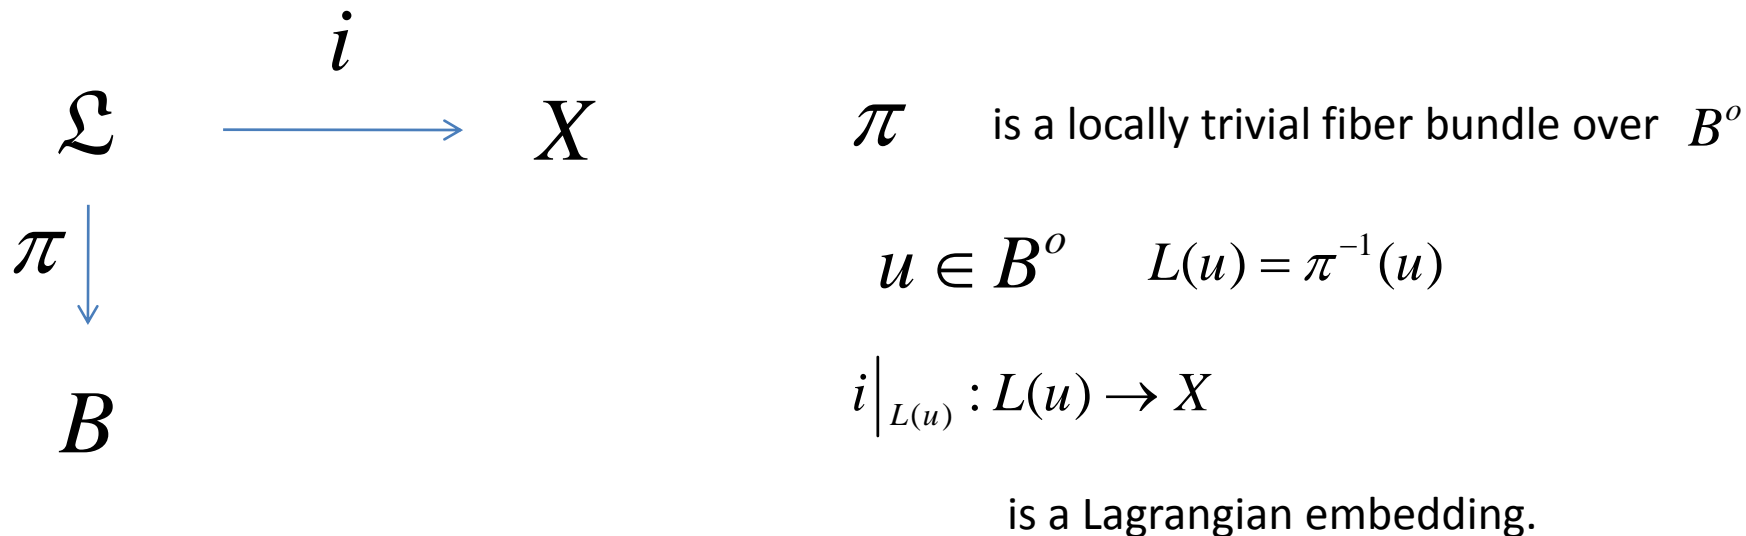 i
𝔏 X
π
B
π is a locally trivial fiber bundle over B^o
u ∈ B^o L(u) = π^{-1}(u)
i|_{L(u)} : L(u) → X
is a Lagrangian embedding.